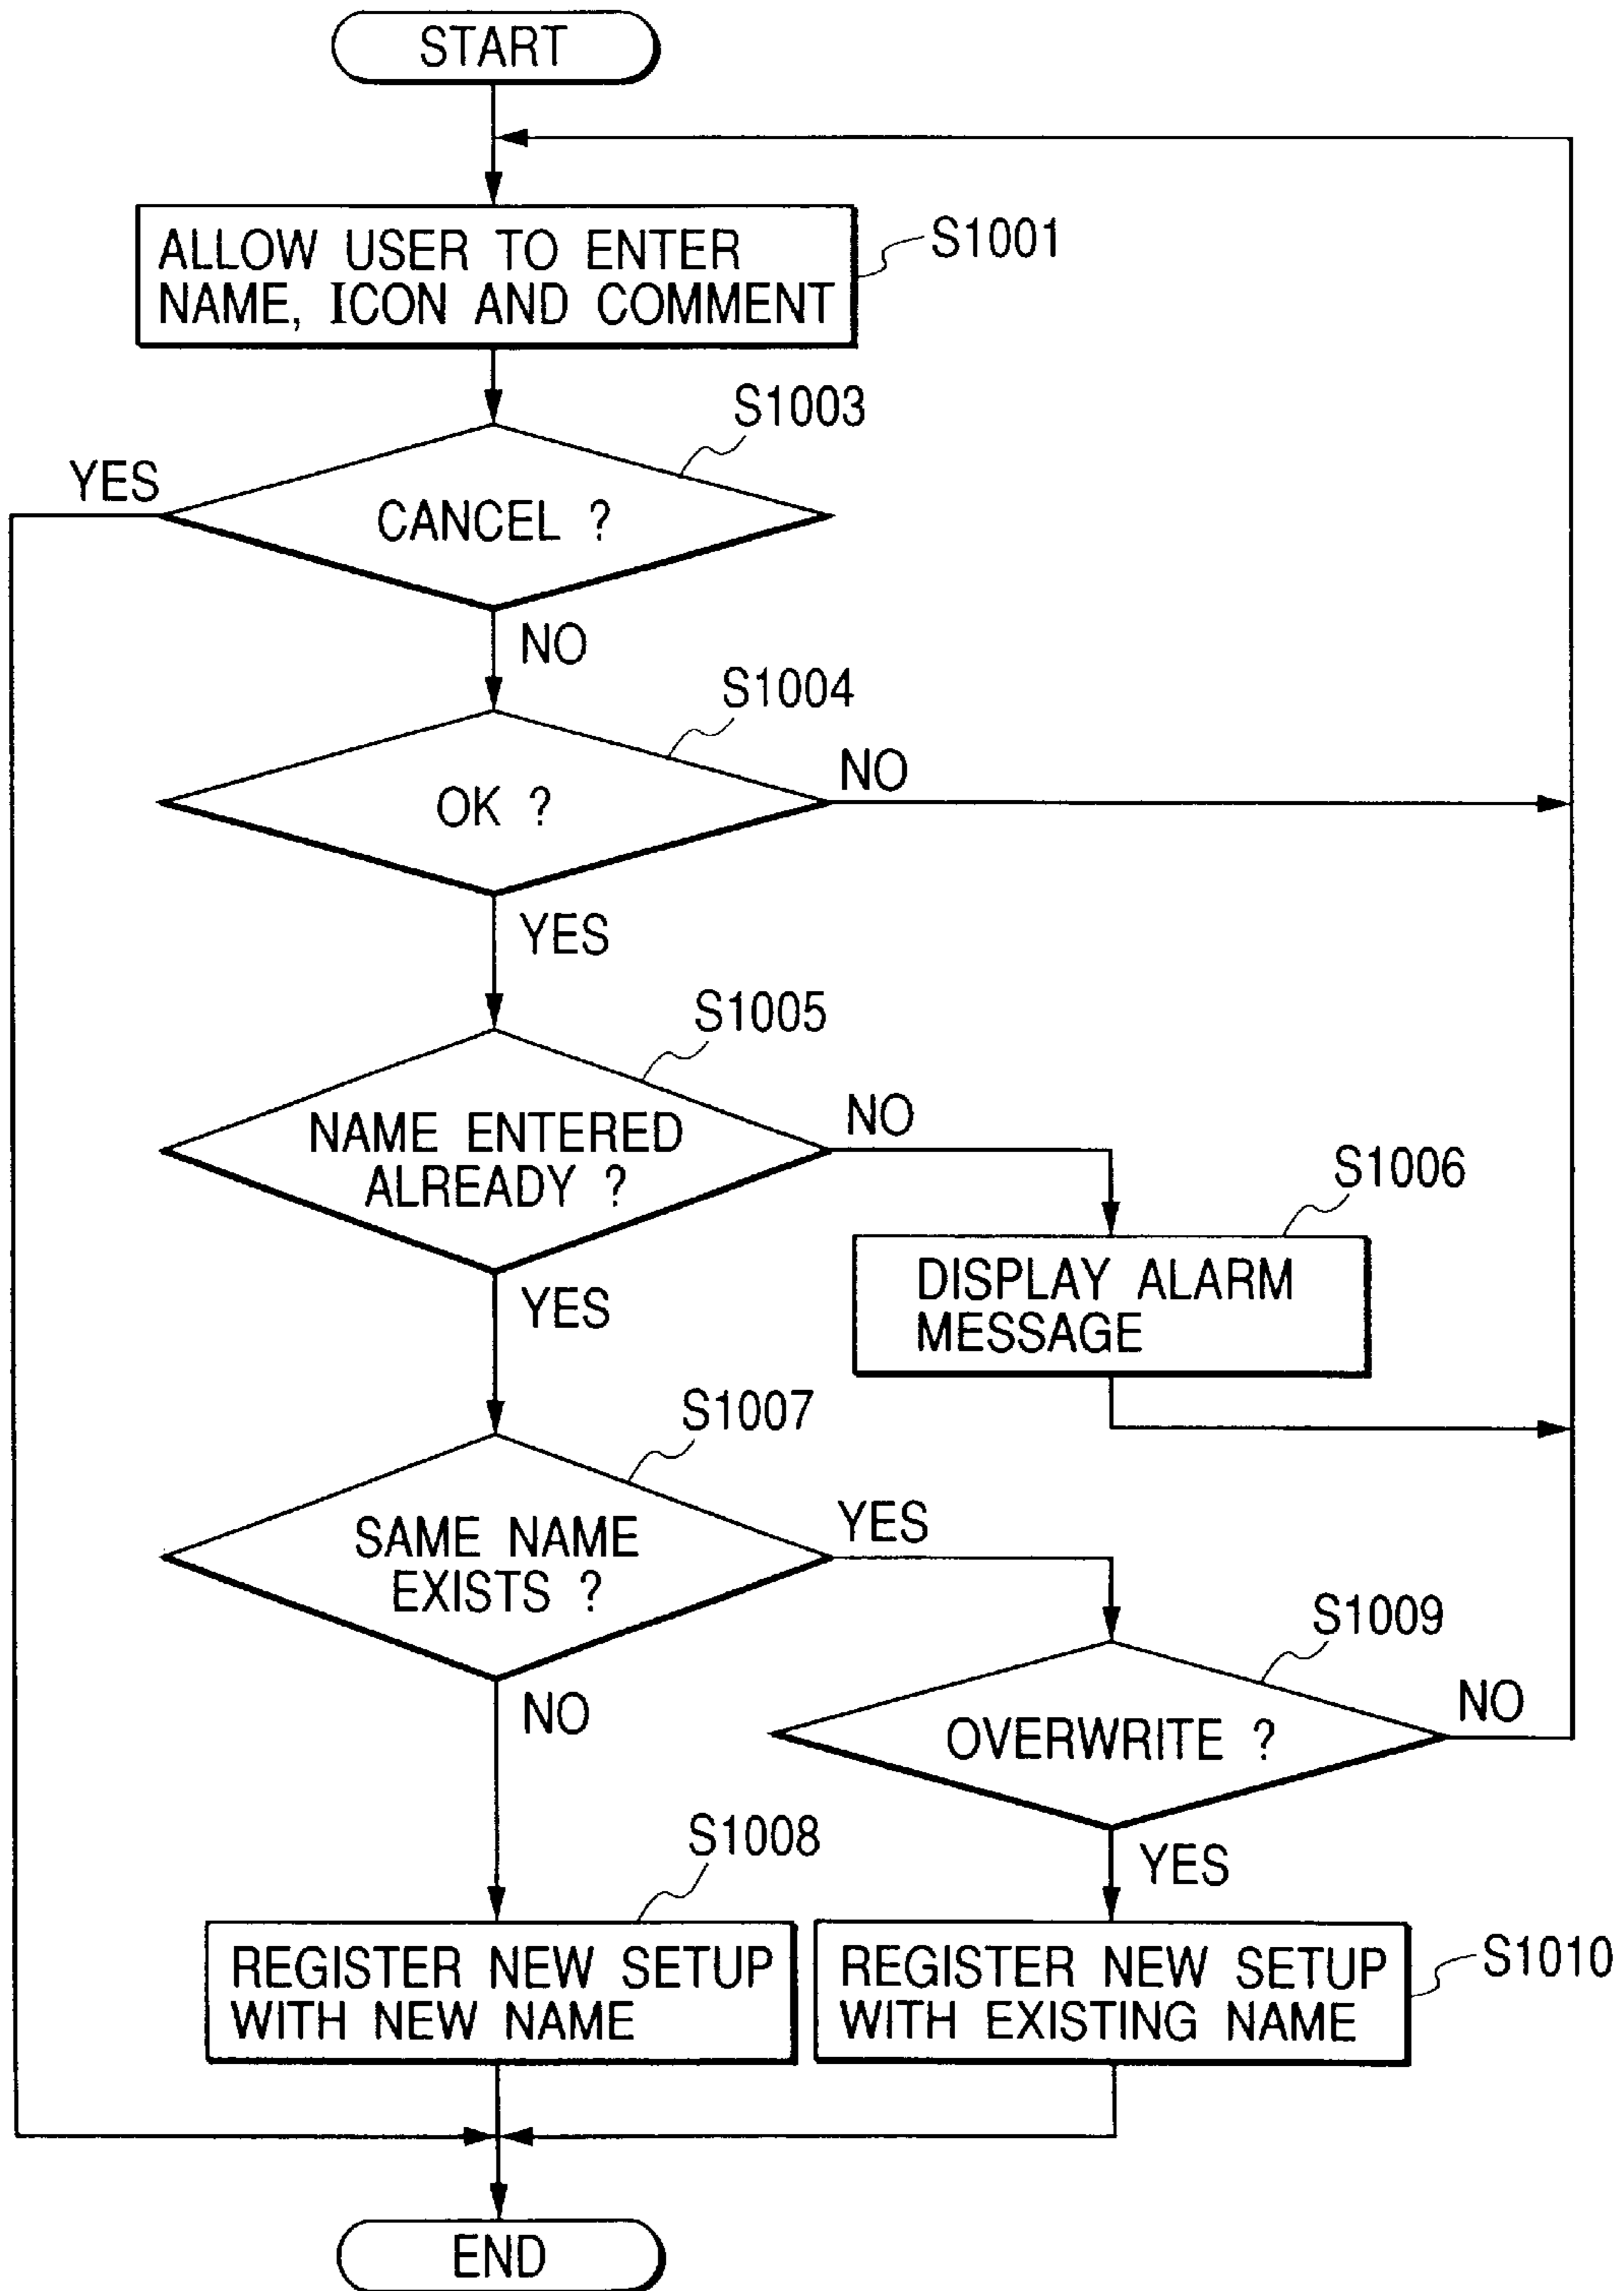 START
ALLOW USER TO ENTER
NAME, ICON AND COMMENT
S1001
S1003
YES
CANCEL ?
NO
S1004
OK ?
NO
YES
S1005
NAME ENTERED
ALREADY ?
NO
S1006
DISPLAY ALARM
MESSAGE
YES
S1007
SAME NAME
EXISTS ?
YES
S1009
OVERWRITE ?
NO
NO
S1008
YES
REGISTER NEW SETUP
WITH NEW NAME
REGISTER NEW SETUP
WITH EXISTING NAME
S1010
END